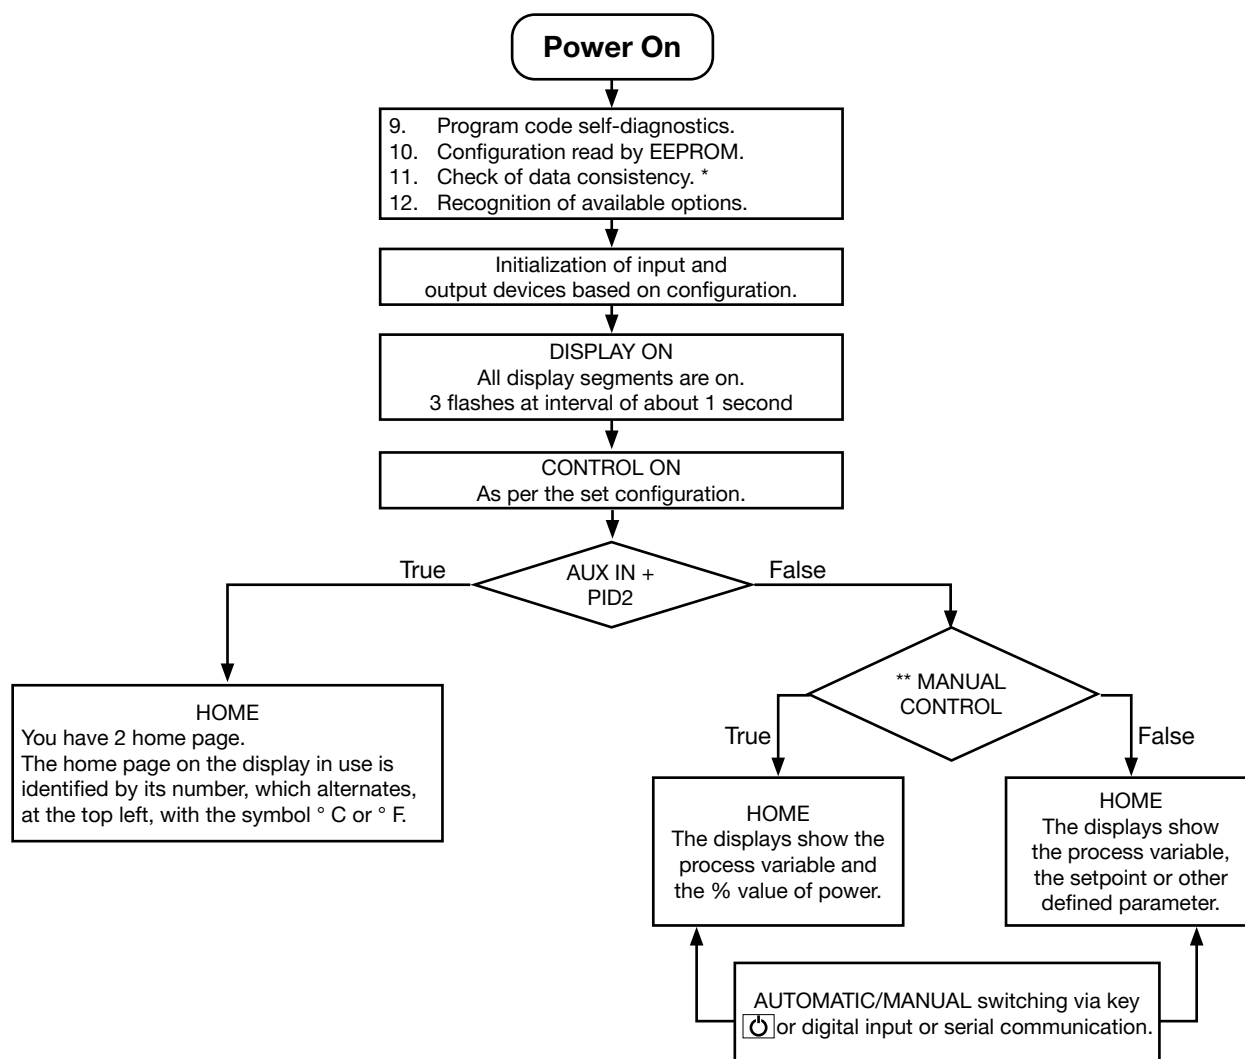 Power On
9. Program code self-diagnostics.
10. Configuration read by EEPROM.
11. Check of data consistency. *
12. Recognition of available options.
Initialization of input and
output devices based on configuration.
DISPLAY ON
All display segments are on.
3 flashes at interval of about 1 second
CONTROL ON
As per the set configuration.
True
AUX IN +
PID2
False
HOME
You have 2 home page.
The home page on the display in use is
identified by its number, which alternates,
at the top left, with the symbol ° C or ° F.
** MANUAL
CONTROL
True
False
HOME
The displays show the
process variable and
the % value of power.
HOME
The displays show
the process variable,
the setpoint or other
defined parameter.
AUTOMATIC/MANUAL switching via key
or digital input or serial communication.